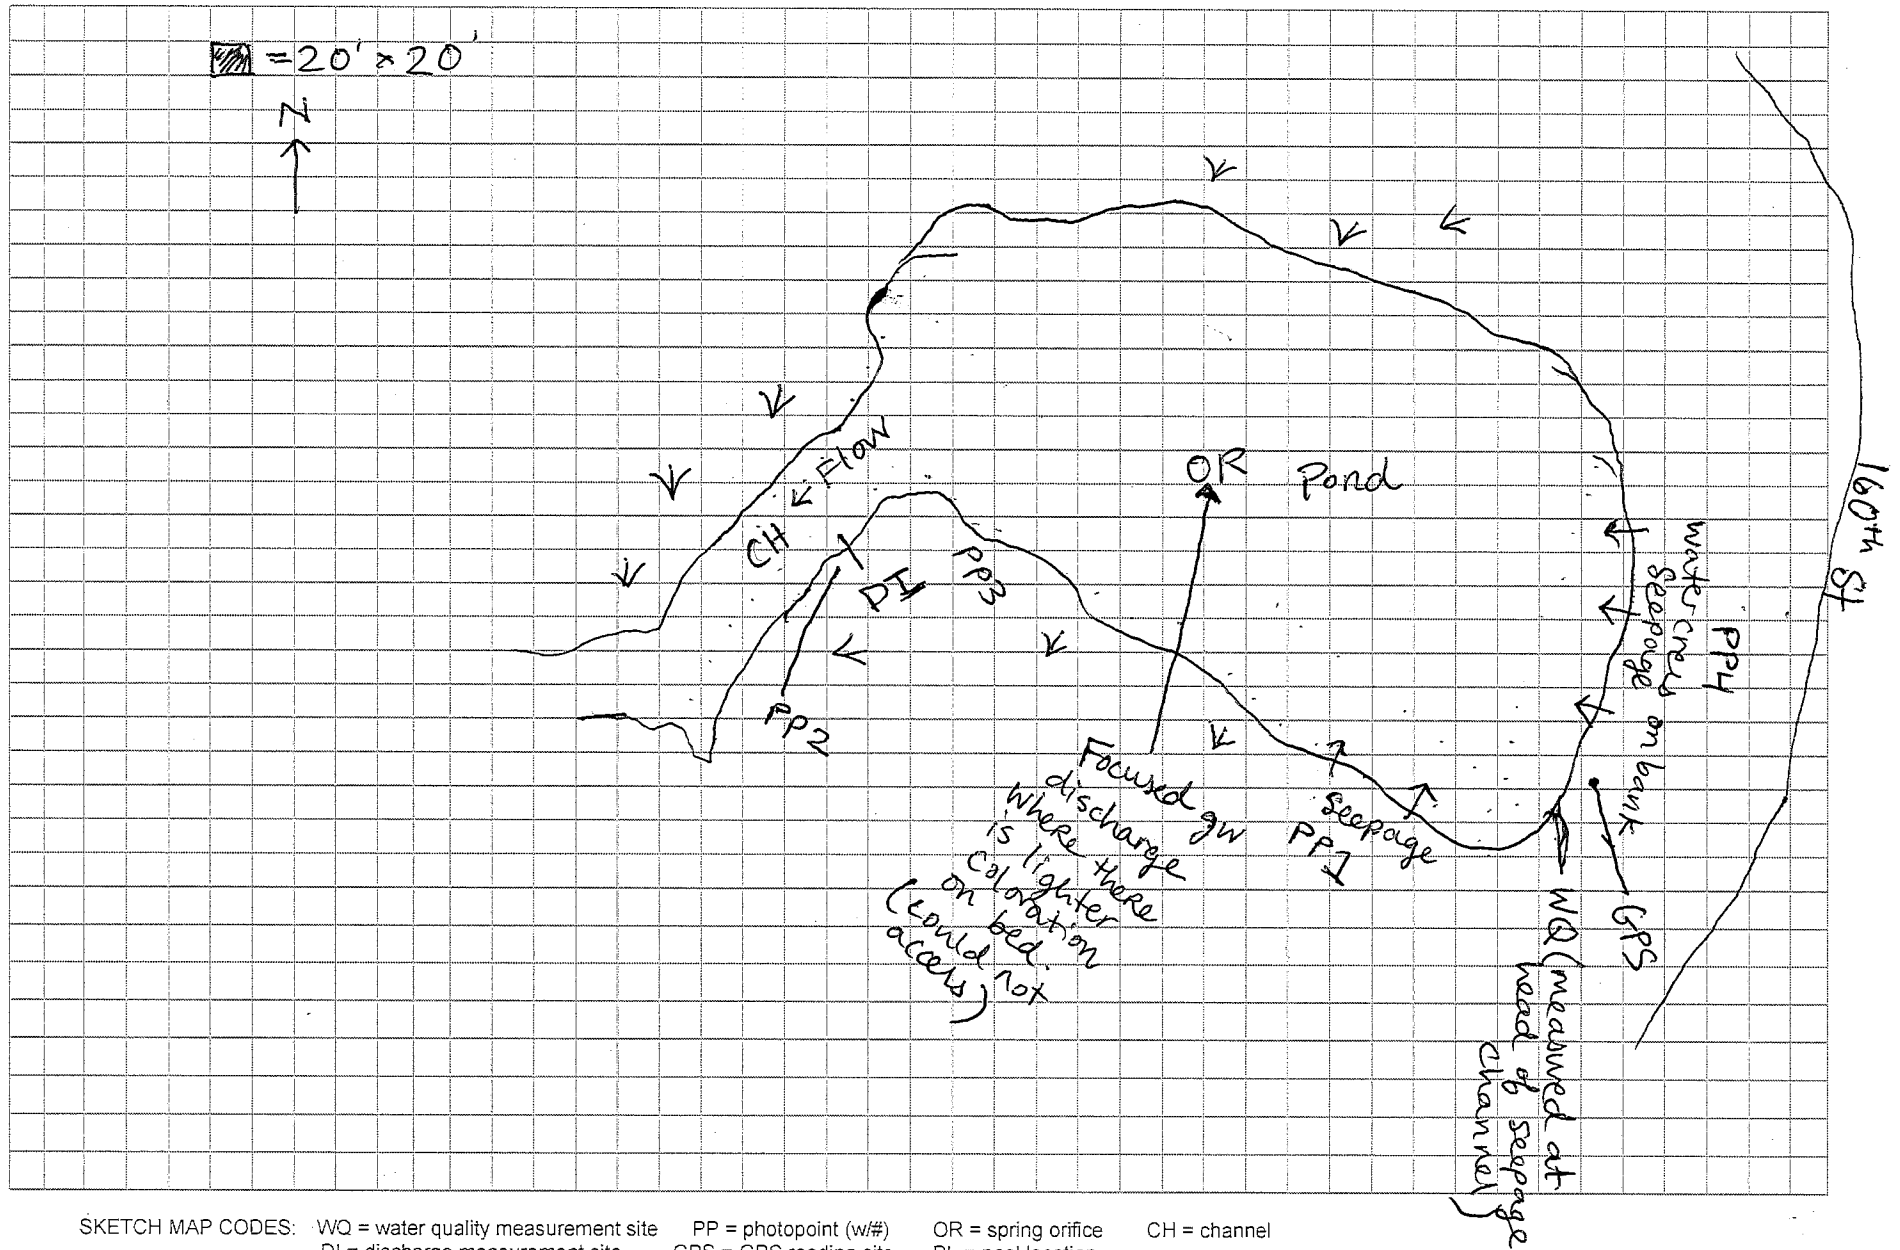 = 20' × 20'
N
Flow
CH
DI
PP3
PP2
OR
Pond
Focused gw
discharge
where there
is lighter
coloration
on bed.
(could not
access)
seepage
PP1
watercress
seepage on bank
PP4
160th St
GPS
WQ (measured at
head of seepage
channel)
SKETCH MAP CODES: WQ = water quality measurement site PP = photopoint (w/#) OR = spring orifice CH = channel